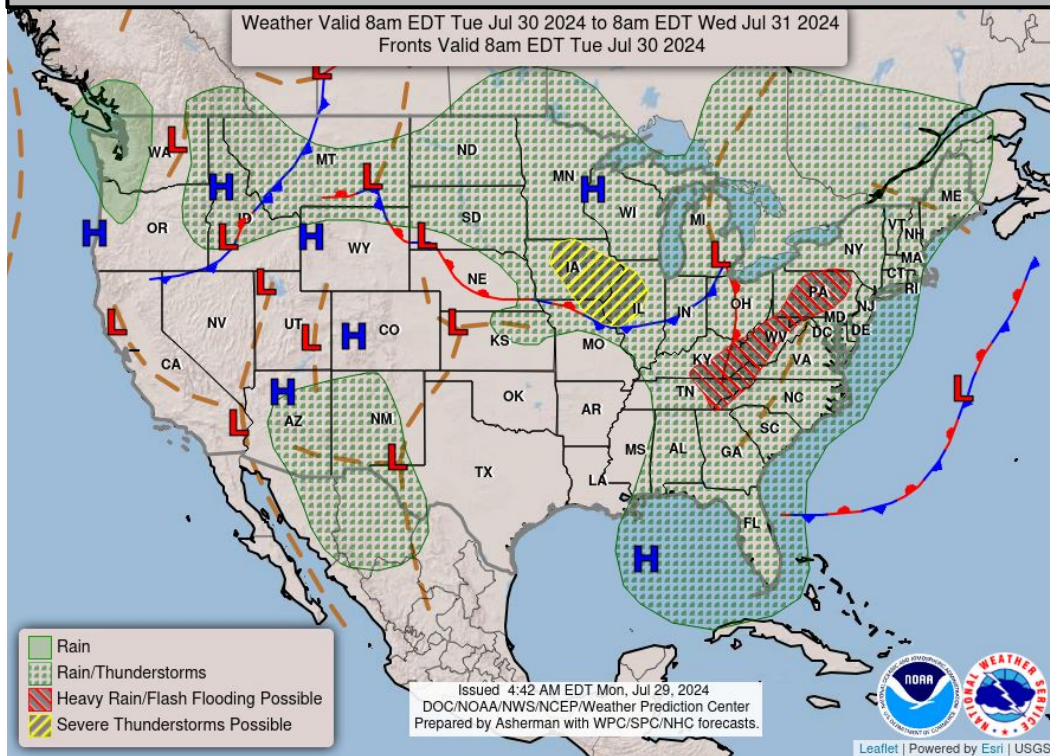 Weather Valid 8am EDT Tue Jul 30 2024 to 8am EDT Wed Jul 31 2024
Fronts Valid 8am EDT Tue Jul 30 2024
L
WA L
MT
ND
MN
H
L
H
ID
OR
H
L
H
WY
L
SD
WI
MI
ME
VT
NH
NY
MA
CT
RI
L
NE
IA
L
NV
UT
L
H
CO
L
KS
MO
IL
IN
OH
PA
NJ
MD
DE
DC
WV
VA
KY
L
CA
L
H
AZ
NM
L
OK
AR
TN
NC
SC
L
TX
LA
MS
AL
GA
FL
H
Rain
Rain/Thunderstorms
Heavy Rain/Flash Flooding Possible
Severe Thunderstorms Possible
Issued 4:42 AM EDT Mon, Jul 29, 2024
DOC/NOAA/NWS/NCEP/Weather Prediction Center
Prepared by Asherman with WPC/SPC/NHC forecasts.
NOAA
NATIONAL WEATHER SERVICE
Leaflet | Powered by Esri | USGS